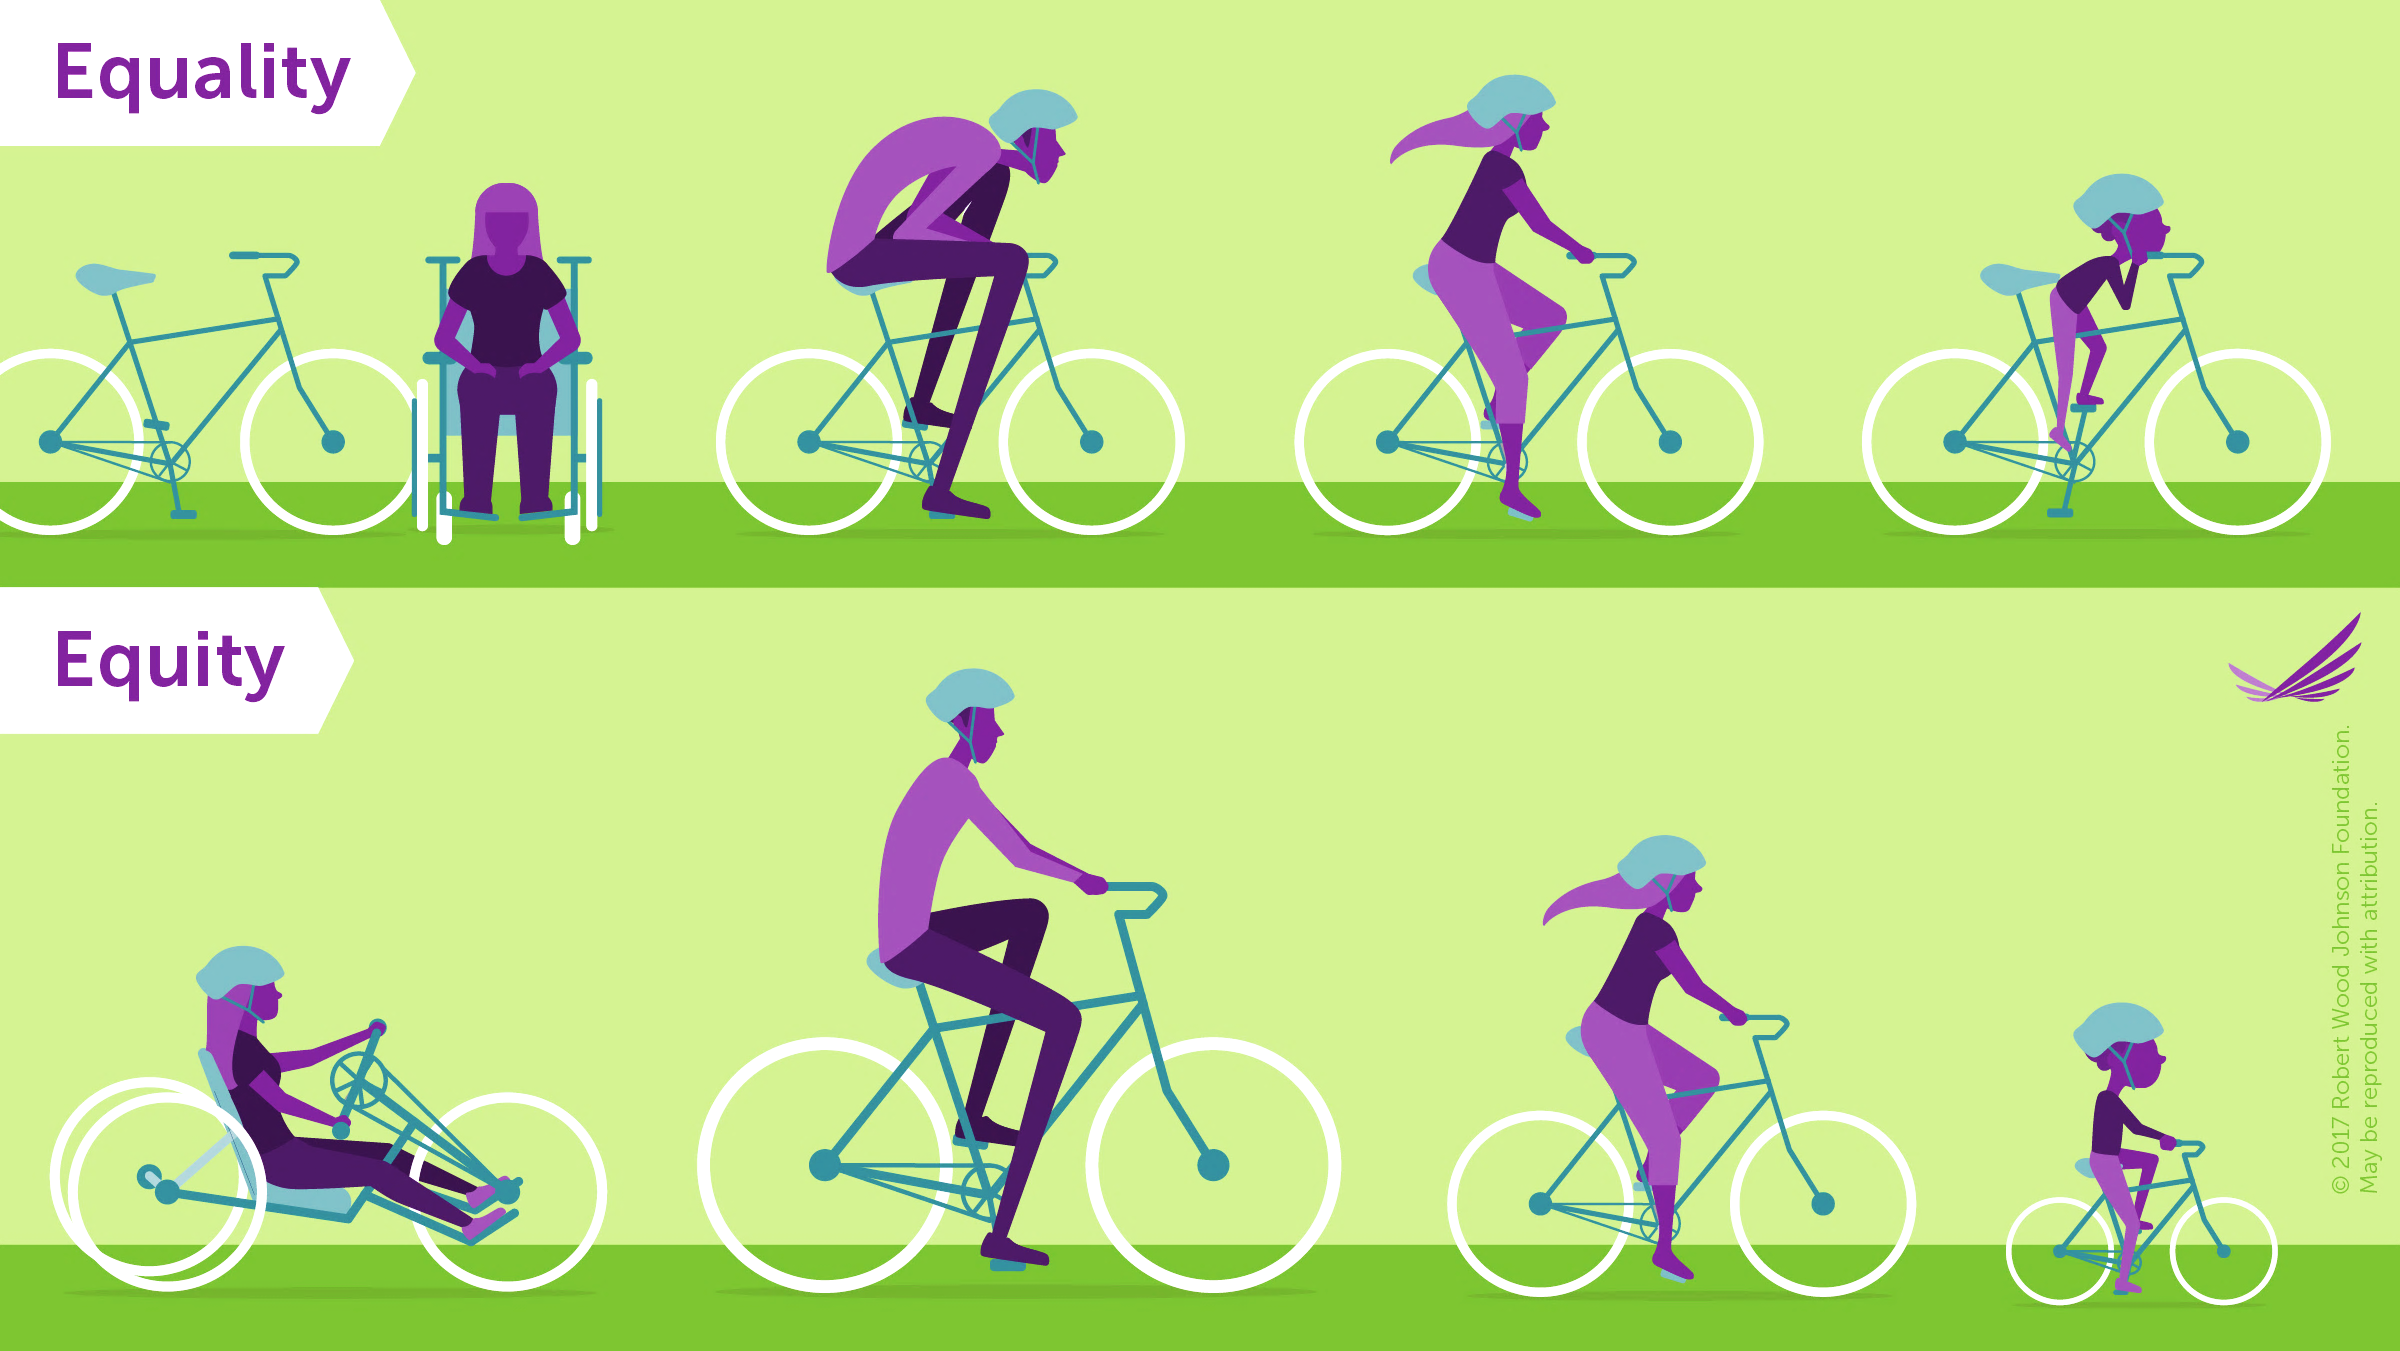 Equality
Equity
© 2017 Robert Wood Johnson Foundation.
May be reproduced with attribution.